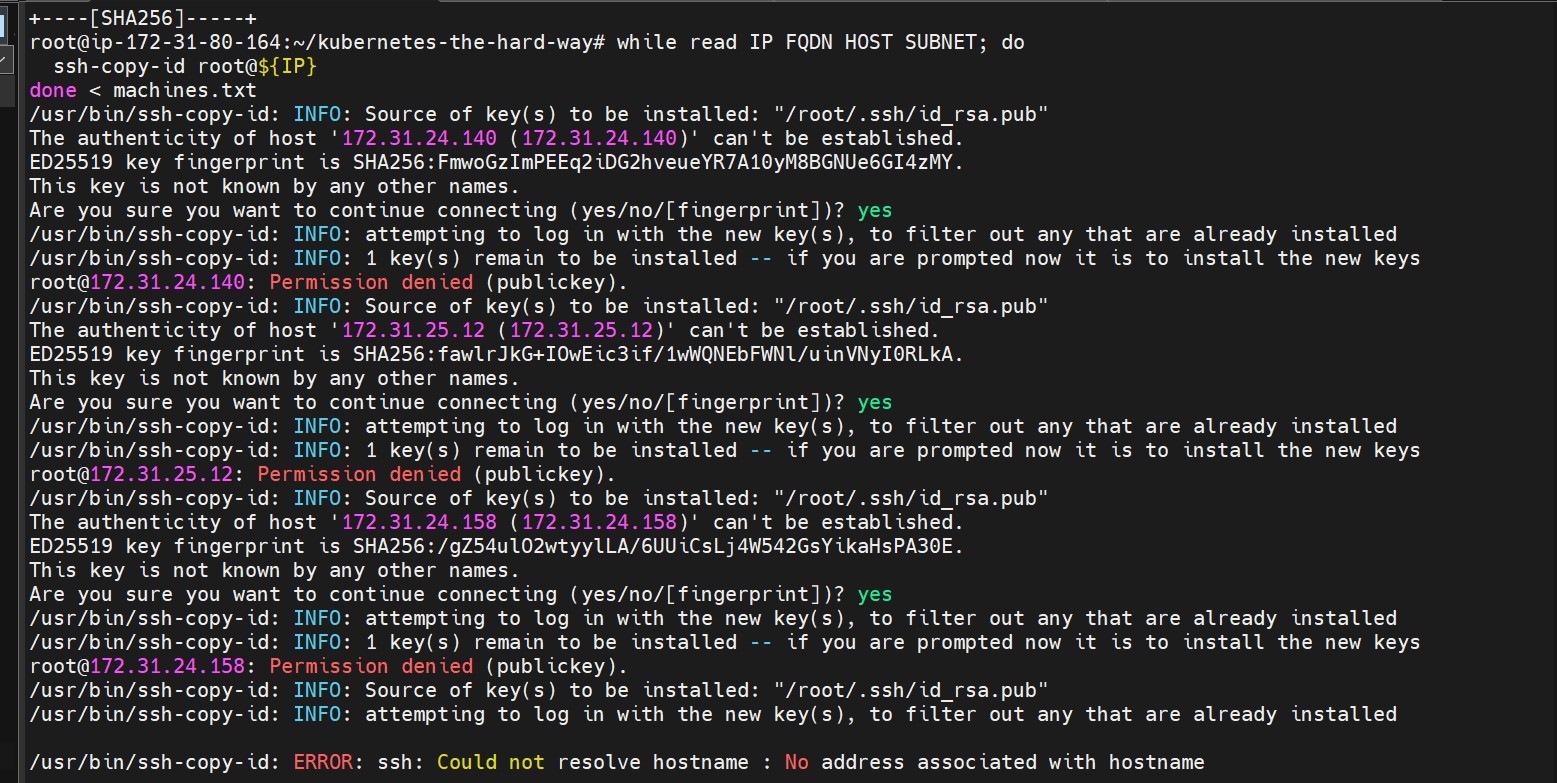 +----[SHA256]-----+
root@ip-172-31-80-164:~/kubernetes-the-hard-way# while read IP FQDN HOST SUBNET; do
  ssh-copy-id root@${IP}
done < machines.txt
/usr/bin/ssh-copy-id: INFO: Source of key(s) to be installed: "/root/.ssh/id_rsa.pub"
The authenticity of host '172.31.24.140 (172.31.24.140)' can't be established.
ED25519 key fingerprint is SHA256:FmwoGzImPEEq2iDG2hveueYR7A10yM8BGNUe6GI4zMY.
This key is not known by any other names.
Are you sure you want to continue connecting (yes/no/[fingerprint])? yes
/usr/bin/ssh-copy-id: INFO: attempting to log in with the new key(s), to filter out any that are already installed
/usr/bin/ssh-copy-id: INFO: 1 key(s) remain to be installed -- if you are prompted now it is to install the new keys
root@172.31.24.140: Permission denied (publickey).
/usr/bin/ssh-copy-id: INFO: Source of key(s) to be installed: "/root/.ssh/id_rsa.pub"
The authenticity of host '172.31.25.12 (172.31.25.12)' can't be established.
ED25519 key fingerprint is SHA256:fawlrJkG+IOwEic3if/1wWQNEbFWNl/uinVNyI0RLkA.
This key is not known by any other names.
Are you sure you want to continue connecting (yes/no/[fingerprint])? yes
/usr/bin/ssh-copy-id: INFO: attempting to log in with the new key(s), to filter out any that are already installed
/usr/bin/ssh-copy-id: INFO: 1 key(s) remain to be installed -- if you are prompted now it is to install the new keys
root@172.31.25.12: Permission denied (publickey).
/usr/bin/ssh-copy-id: INFO: Source of key(s) to be installed: "/root/.ssh/id_rsa.pub"
The authenticity of host '172.31.24.158 (172.31.24.158)' can't be established.
ED25519 key fingerprint is SHA256:/gZ54ulO2wtyylLA/6UUiCsLj4W542GsYikaHsPA30E.
This key is not known by any other names.
Are you sure you want to continue connecting (yes/no/[fingerprint])? yes
/usr/bin/ssh-copy-id: INFO: attempting to log in with the new key(s), to filter out any that are already installed
/usr/bin/ssh-copy-id: INFO: 1 key(s) remain to be installed -- if you are prompted now it is to install the new keys
root@172.31.24.158: Permission denied (publickey).
/usr/bin/ssh-copy-id: INFO: Source of key(s) to be installed: "/root/.ssh/id_rsa.pub"
/usr/bin/ssh-copy-id: INFO: attempting to log in with the new key(s), to filter out any that are already installed

/usr/bin/ssh-copy-id: ERROR: ssh: Could not resolve hostname : No address associated with hostname